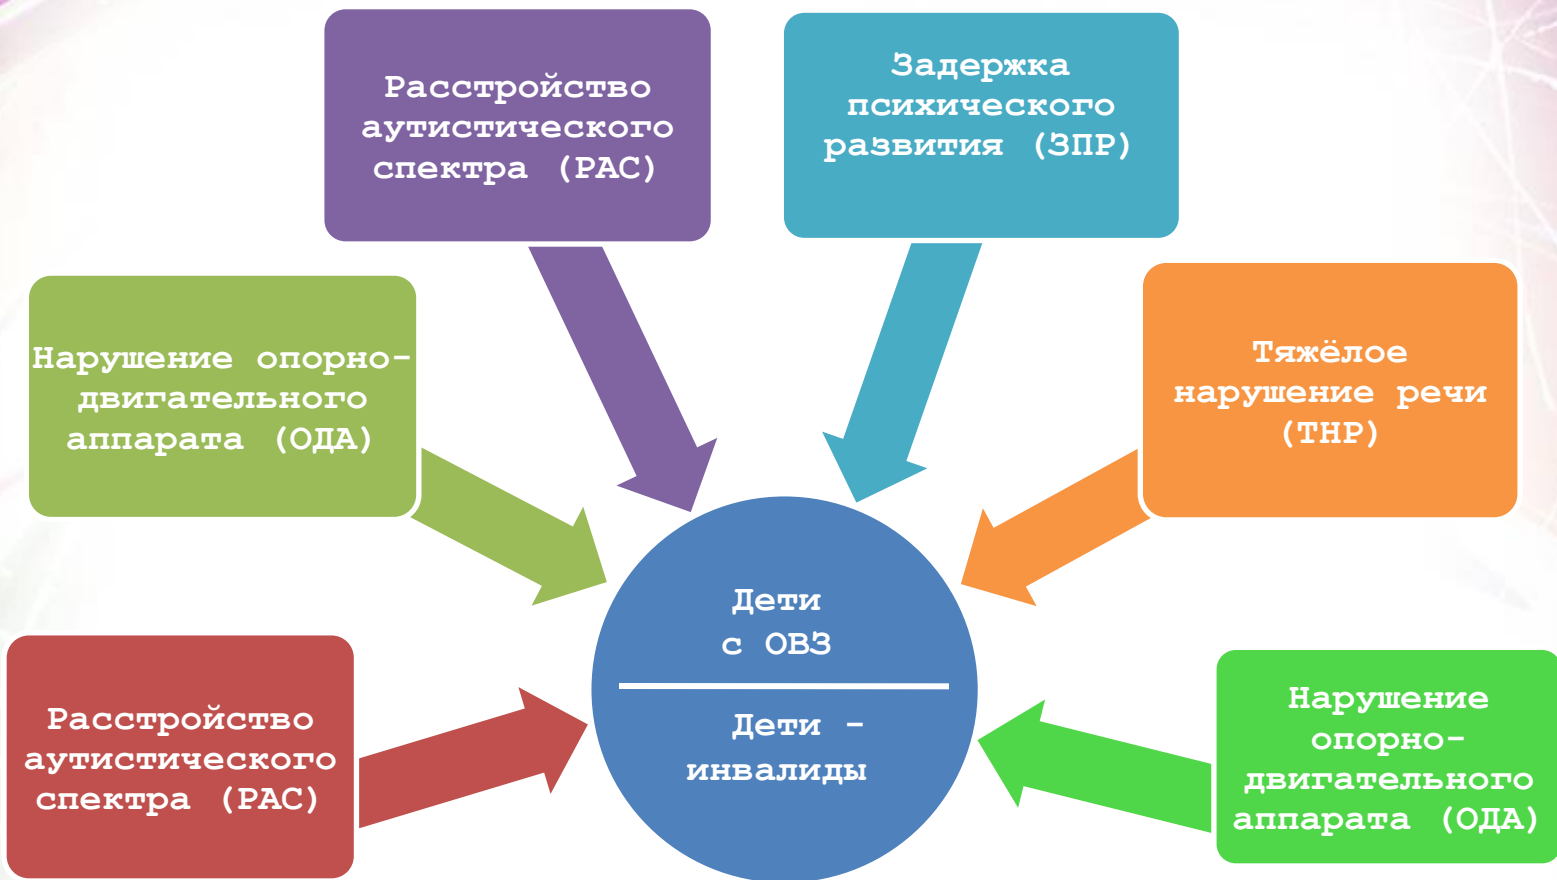 Расстройство
аутистического
спектра (РАС)
Задержка
психического
развития (ЗПР)
Нарушение опорно-
двигательного
аппарата (ОДА)
Тяжёлое
нарушение речи
(ТНР)
Дети
с ОВЗ
Дети -
инвалиды
Расстройство
аутистического
спектра (РАС)
Нарушение
опорно-
двигательного
аппарата (ОДА)